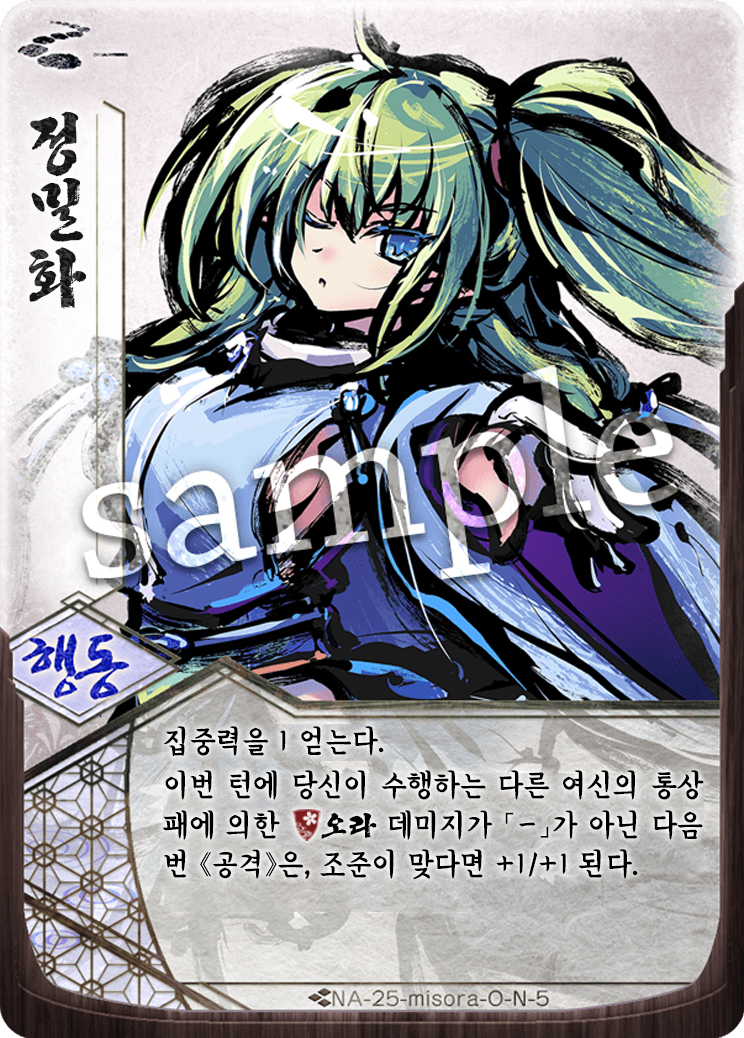 정밀화
sample
행동
집중력을 1 얻는다.
이번 턴에 당신이 수행하는 다른 여신의 통상
패에 의한 오라 데미지가 「-」가 아닌 다음
번 《공격》은, 조준이 맞다면 +1/+1 된다.
NA-25-misora-O-N-5